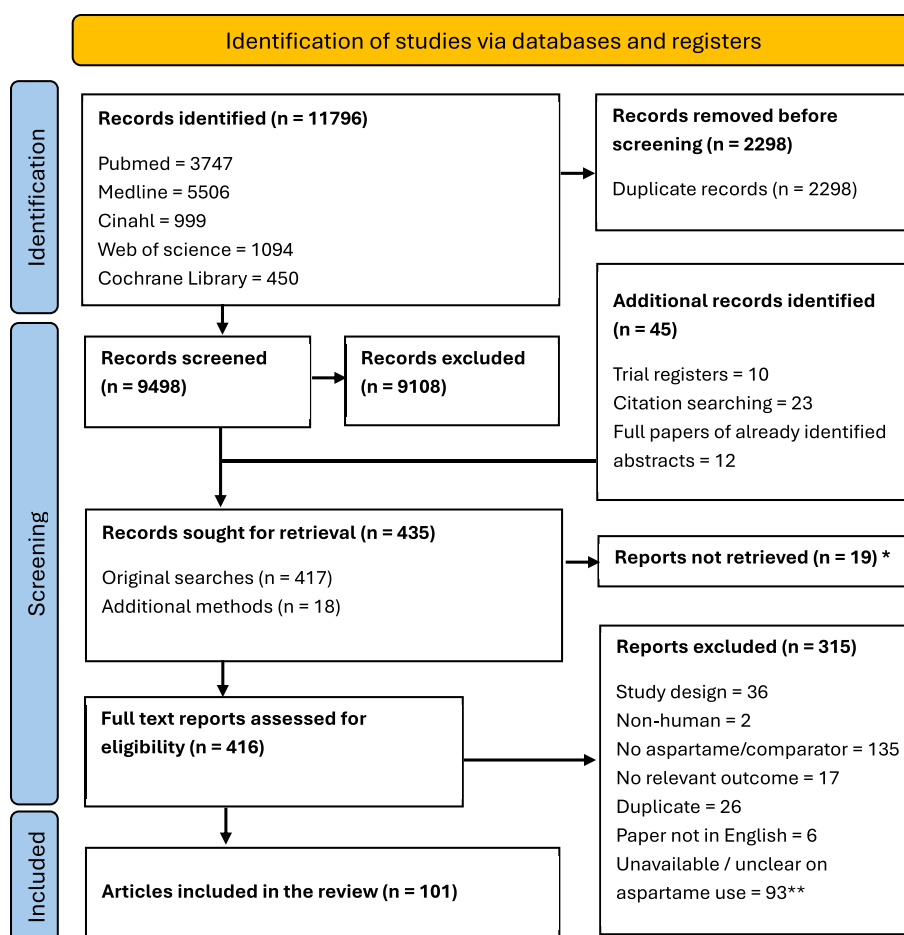 Identification of studies via databases and registers
Identification
Records identified (n = 11796)
Pubmed = 3747
Medline = 5506
Cinahl = 999
Web of science = 1094
Cochrane Library = 450
Records removed before
screening (n = 2298)
Duplicate records (n = 2298)
Screening
Records screened
(n = 9498)
Records excluded
(n = 9108)
Additional records identified
(n = 45)
Trial registers = 10
Citation searching = 23
Full papers of already identified
abstracts = 12
Records sought for retrieval (n = 435)
Original searches (n = 417)
Additional methods (n = 18)
Reports not retrieved (n = 19) *
Full text reports assessed for
eligibility (n = 416)
Reports excluded (n = 315)
Study design = 36
Non-human = 2
No aspartame/comparator = 135
No relevant outcome = 17
Duplicate = 26
Paper not in English = 6
Unavailable / unclear on
aspartame use = 93**
Included
Articles included in the review (n = 101)